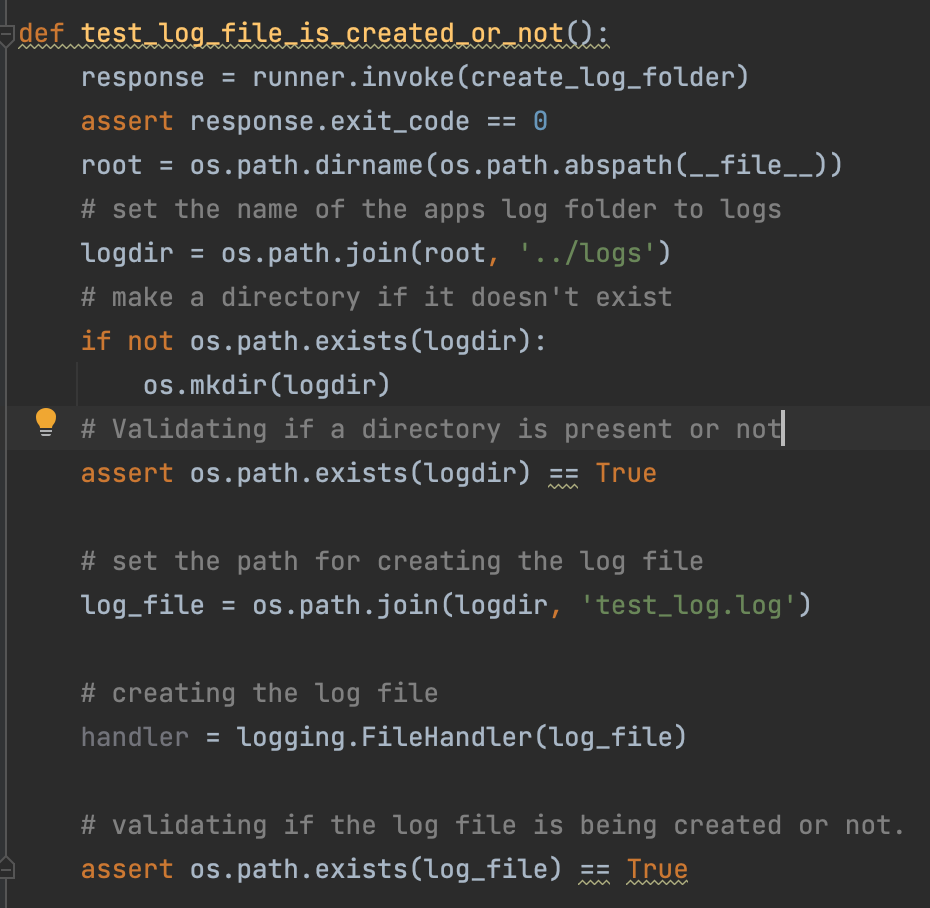 def test_log_file_is_created_or_not():
    response = runner.invoke(create_log_folder)
    assert response.exit_code == 0
    root = os.path.dirname(os.path.abspath(__file__))
    # set the name of the apps log folder to logs
    logdir = os.path.join(root, '../logs')
    # make a directory if it doesn't exist
    if not os.path.exists(logdir):
        os.mkdir(logdir)
    # Validating if a directory is present or not
    assert os.path.exists(logdir) == True

    # set the path for creating the log file
    log_file = os.path.join(logdir, 'test_log.log')

    # creating the log file
    handler = logging.FileHandler(log_file)

    # validating if the log file is being created or not.
    assert os.path.exists(log_file) == True